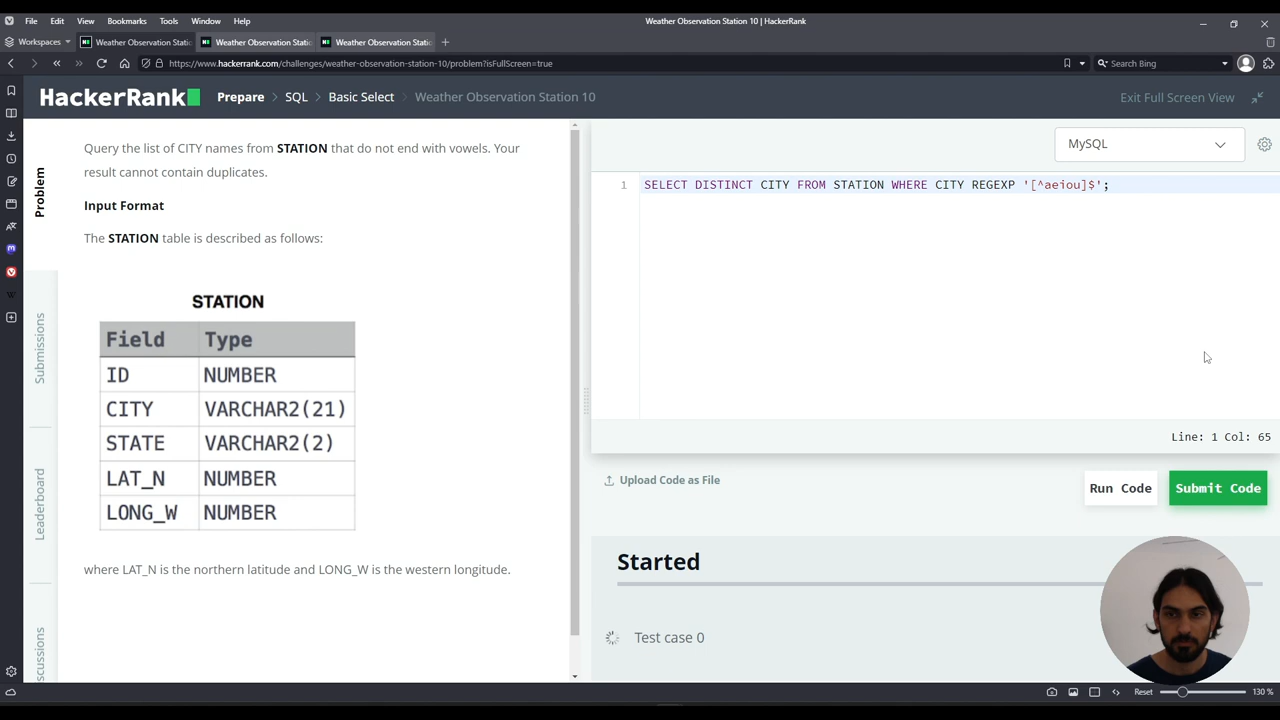 File Edit View Bookmarks Tools Window Help
Weather Observation Station 10 | HackerRank
Workspaces
Weather Observation Static
Weather Observation Static
Weather Observation Static
https://www.hackerrank.com/challenges/weather-observation-station-10/problem?isFullScreen=true
Search Bing
HackerRank
Prepare > SQL > Basic Select > Weather Observation Station 10
Exit Full Screen View
Problem
Submissions
Leaderboard
scussions
Query the list of CITY names from STATION that do not end with vowels. Your
result cannot contain duplicates.
Input Format
The STATION table is described as follows:
STATION
Field Type
ID NUMBER
CITY VARCHAR2(21)
STATE VARCHAR2(2)
LAT_N NUMBER
LONG_W NUMBER
where LAT_N is the northern latitude and LONG_W is the western longitude.
MySQL
1 SELECT DISTINCT CITY FROM STATION WHERE CITY REGEXP '[^aeiou]$';
Line: 1 Col: 65
Upload Code as File
Run Code
Submit Code
Started
Test case 0
Reset
130 %